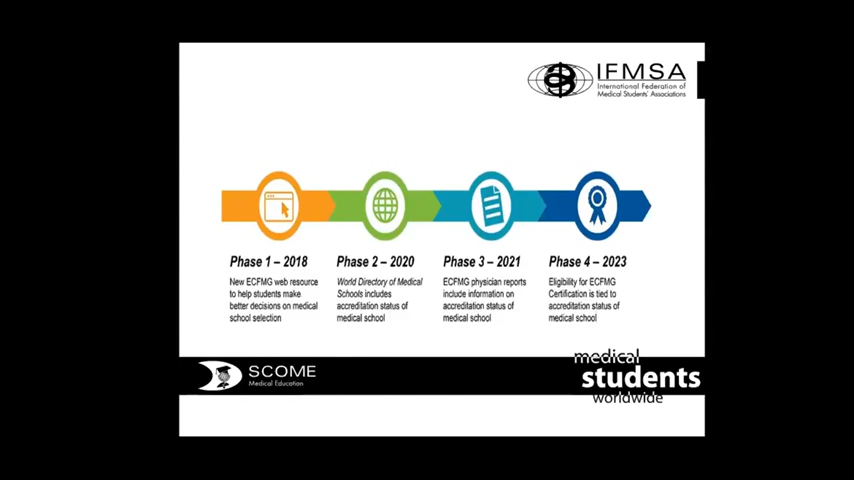 IFMSA
International Federation of
Medical Students' Associations
Phase 1 – 2018
New ECFMG web resource
to help students make
better decisions on medical
school selection
Phase 2 – 2020
World Directory of Medical
Schools includes
accreditation status of
medical school
Phase 3 – 2021
ECFMG physician reports
include information on
accreditation status of
medical school
Phase 4 – 2023
Eligibility for ECFMG
Certification is tied to
accreditation status of
medical school
SCOME
Medical Education
medical
students
worldwide